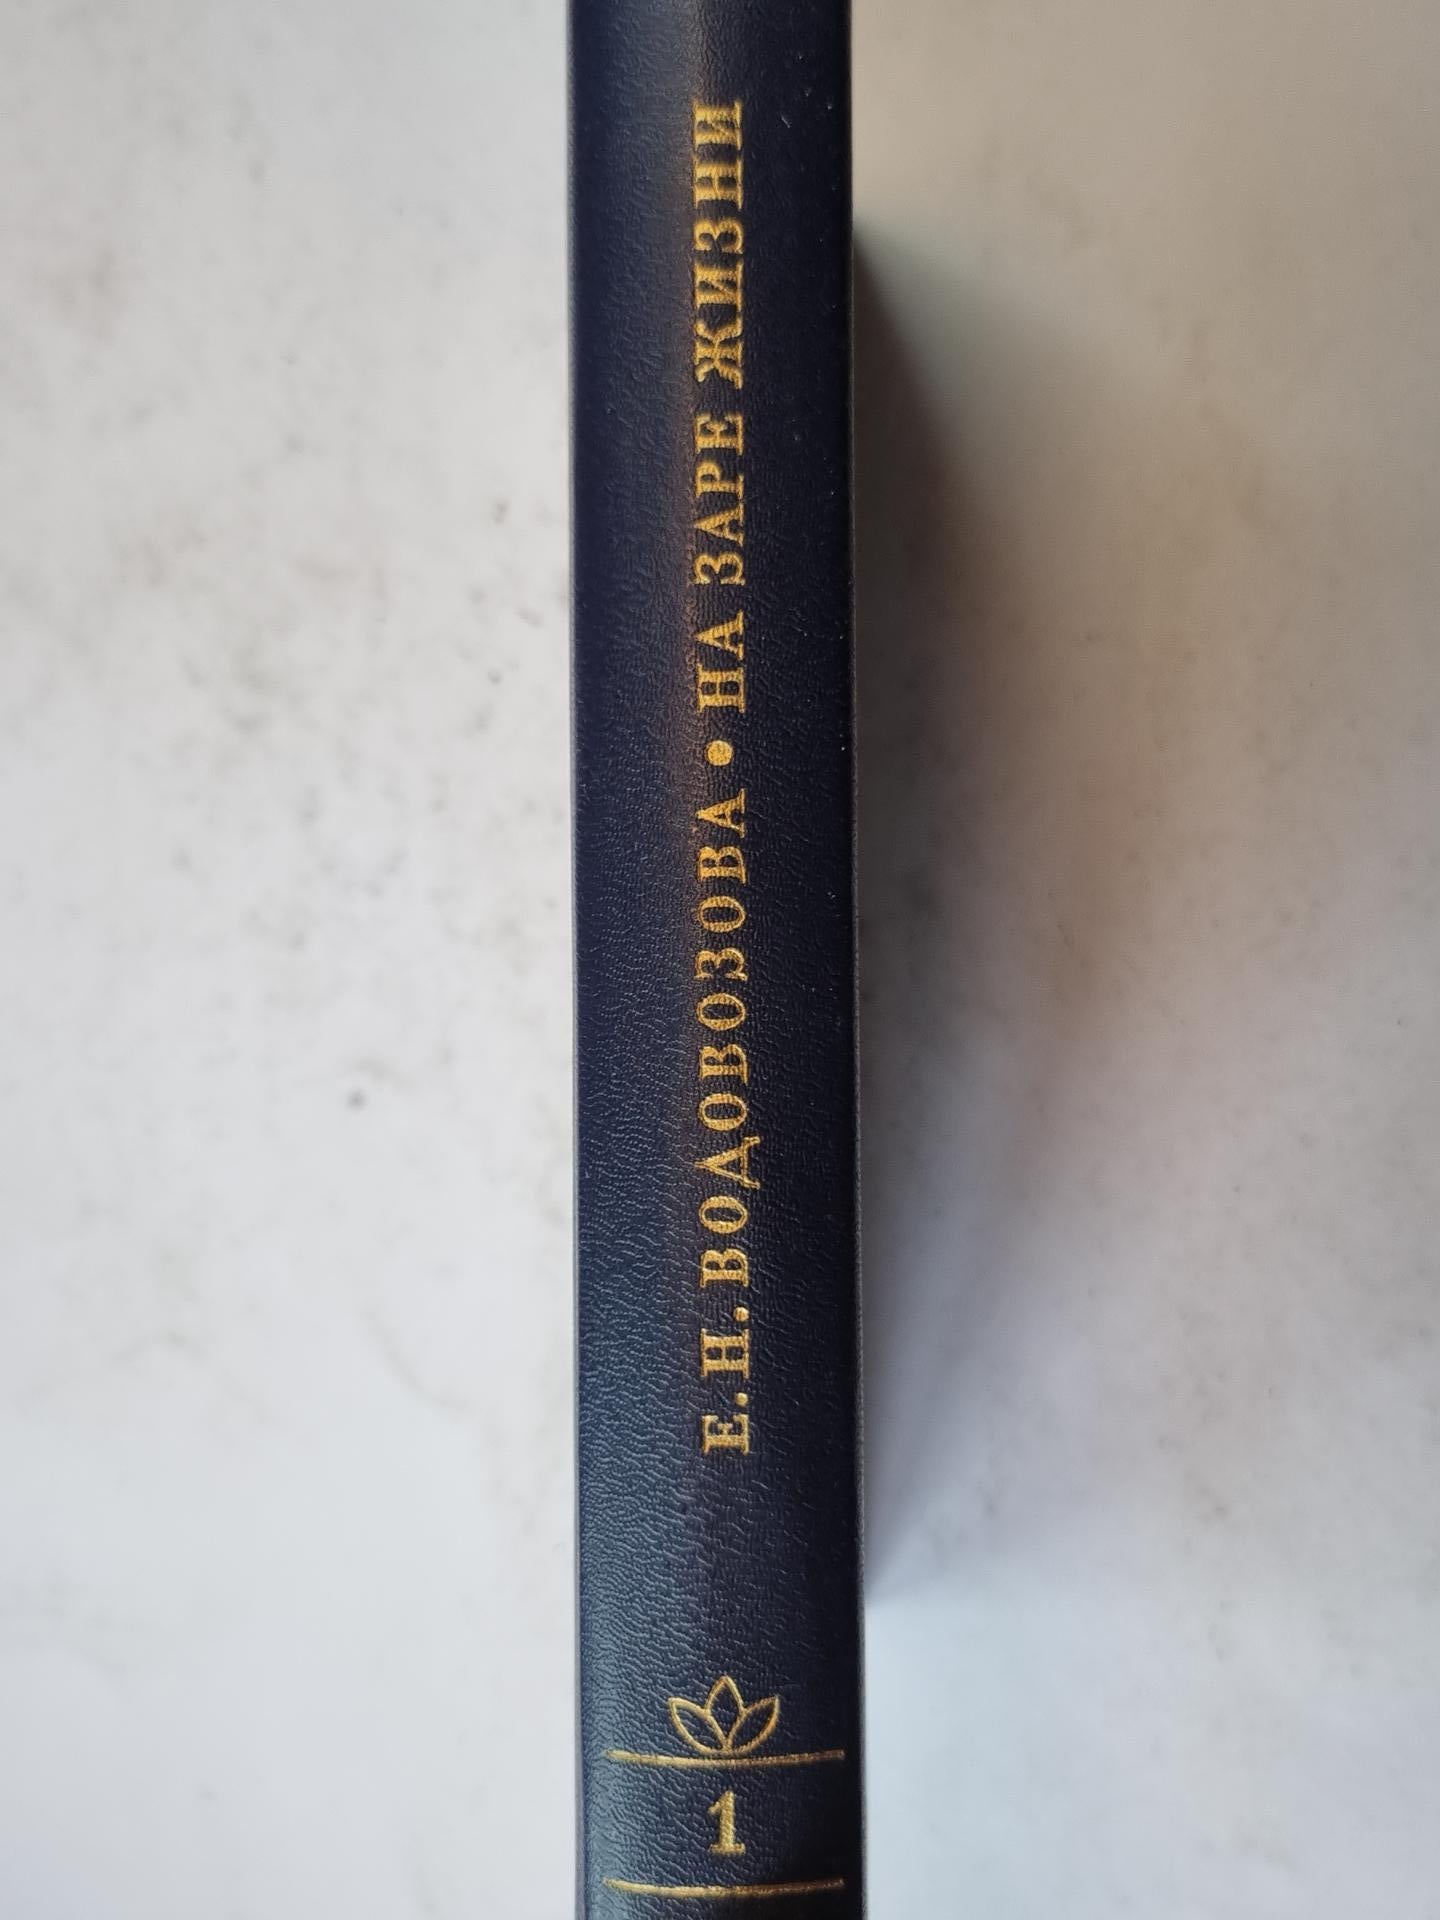 Е. Н. ВОДОВОЗОВА • НА ЗАРЕ ЖИЗНИ
1